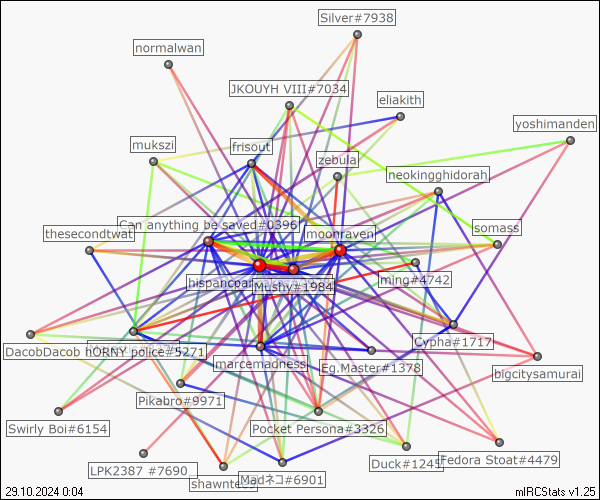 Silver#7938
normalwan
JKOUYH VIII#7034
eliakith
yoshimanden
mukszi
frisout
zebula
neokingghidorah
Can anything be saved#0396
thesecondtwat
moonraven
somass
hispancpa
Mushy#1984
ming#4742
Cypha#1717
DacobDacob
hORNY police#5271
marcemadness
Eg.Master#1378
bigcitysamurai
Pikabro#9971
Swirly Boi#6154
Pocket Persona#3326
LPK2387 #7690
shawnte
Madネコ#6901
Duck#1245
Fedora Stoat#4479
29.10.2024 0:04
mIRCStats v1.25